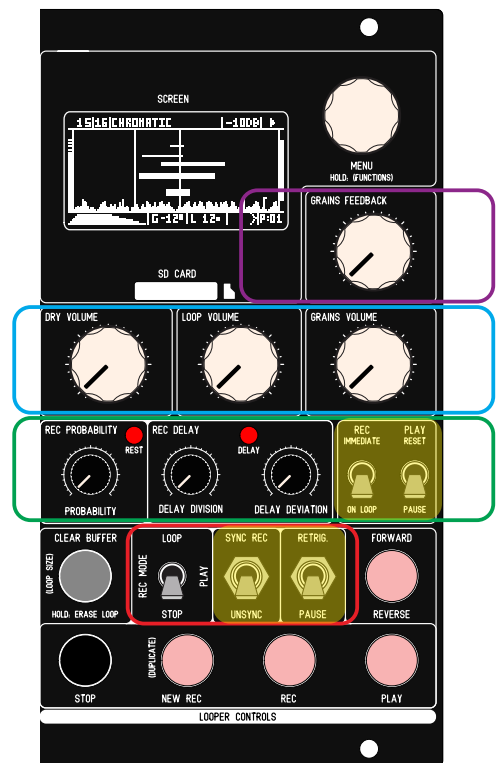 SCREEN
15|16|CHROMATIC |-10DB|
MENU
HOLD: (FUNCTIONS)
GRAINS FEEDBACK
|G-12 |L 12 | P:01
SD CARD
DRY VOLUME LOOP VOLUME GRAINS VOLUME
REC PROBABILITY REC DELAY REC PLAY
IMMEDIATE RESET
REST DELAY
ON LOOP PAUSE
PROBABILITY DELAY DIVISION DELAY DEVIATION
CLEAR BUFFER LOOP SYNC REC RETRIG. FORWARD
(LOOP SIZE) REC MODE PLAY
HOLD: ERASE LOOP STOP UNSYNC PAUSE REVERSE
(DUPLICATE)
STOP NEW REC REC PLAY
LOOPER CONTROLS